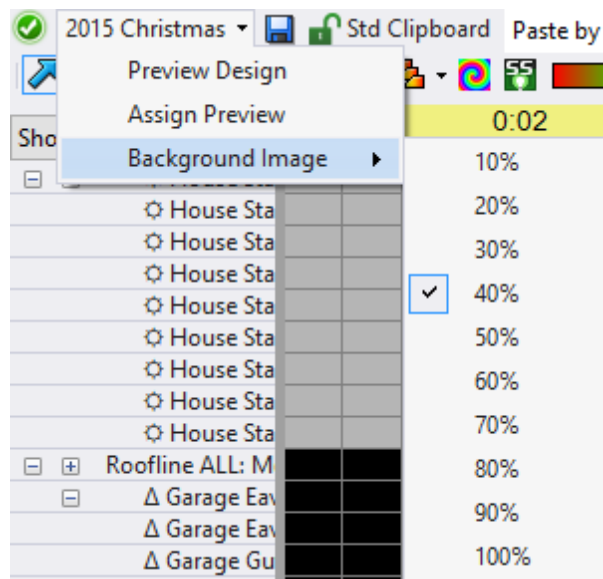 2015 Christmas Std Clipboard Paste by
Preview Design
Assign Preview
Background Image
SS
0:02
Sho
10%
20%
30%
40%
50%
60%
70%
80%
90%
100%
House Sta
House Sta
House Sta
House Sta
House Sta
House Sta
House Sta
House Sta
Roofline ALL: M
Δ Garage Eav
Δ Garage Eav
Δ Garage Gu